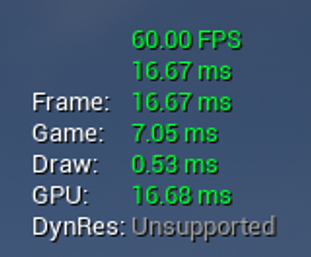 60.00 FPS
16.67 ms
Frame: 16.67 ms
Game: 7.05 ms
Draw: 0.53 ms
GPU: 16.68 ms
DynRes: Unsupported